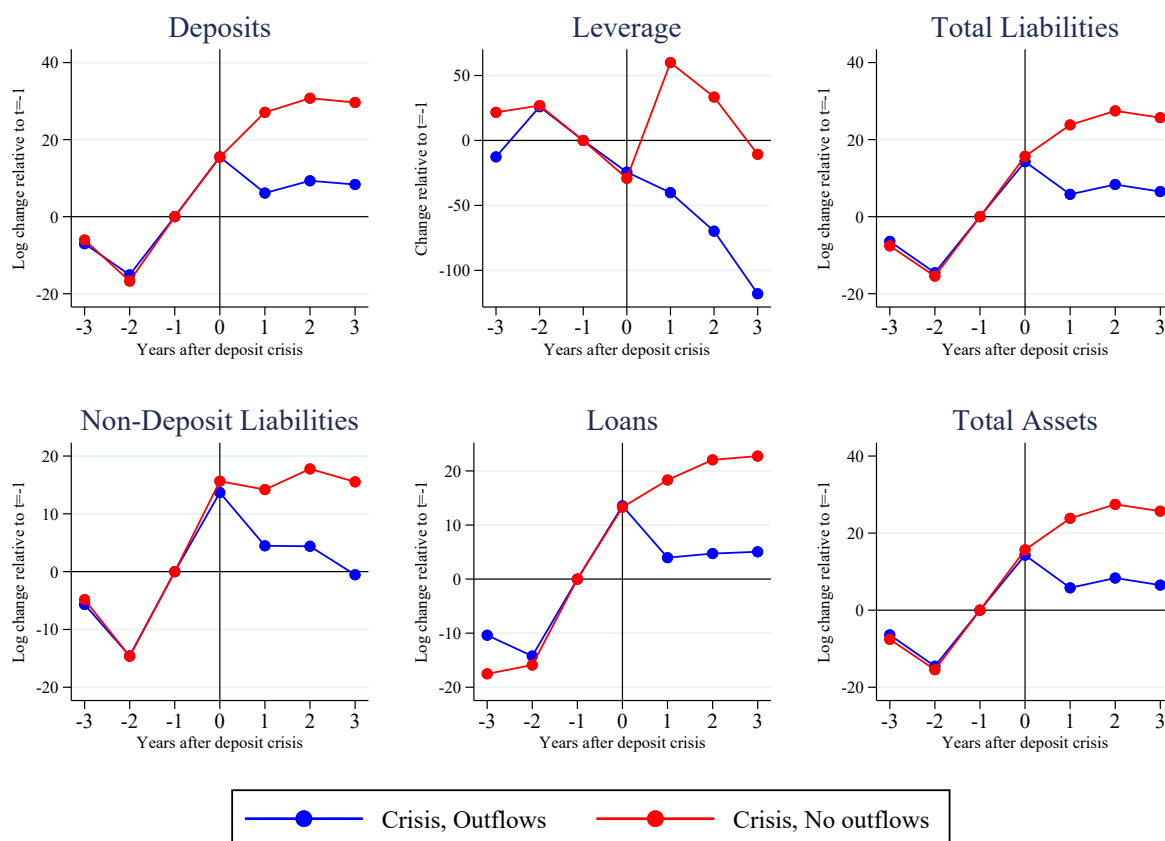 Deposits
Log change relative to t=-1
40
20
0
-20
-3 -2 -1 0 1 2 3
Years after deposit crisis
Leverage
Change relative to t=-1
50
0
-50
-100
-3 -2 -1 0 1 2 3
Years after deposit crisis
Total Liabilities
Log change relative to t=-1
40
20
0
-20
-3 -2 -1 0 1 2 3
Years after deposit crisis
Non-Deposit Liabilities
Log change relative to t=-1
20
10
0
-10
-20
-3 -2 -1 0 1 2 3
Years after deposit crisis
Loans
Log change relative to t=-1
20
10
0
-10
-20
-3 -2 -1 0 1 2 3
Years after deposit crisis
Total Assets
Log change relative to t=-1
40
20
0
-20
-3 -2 -1 0 1 2 3
Years after deposit crisis
Crisis, Outflows
Crisis, No outflows